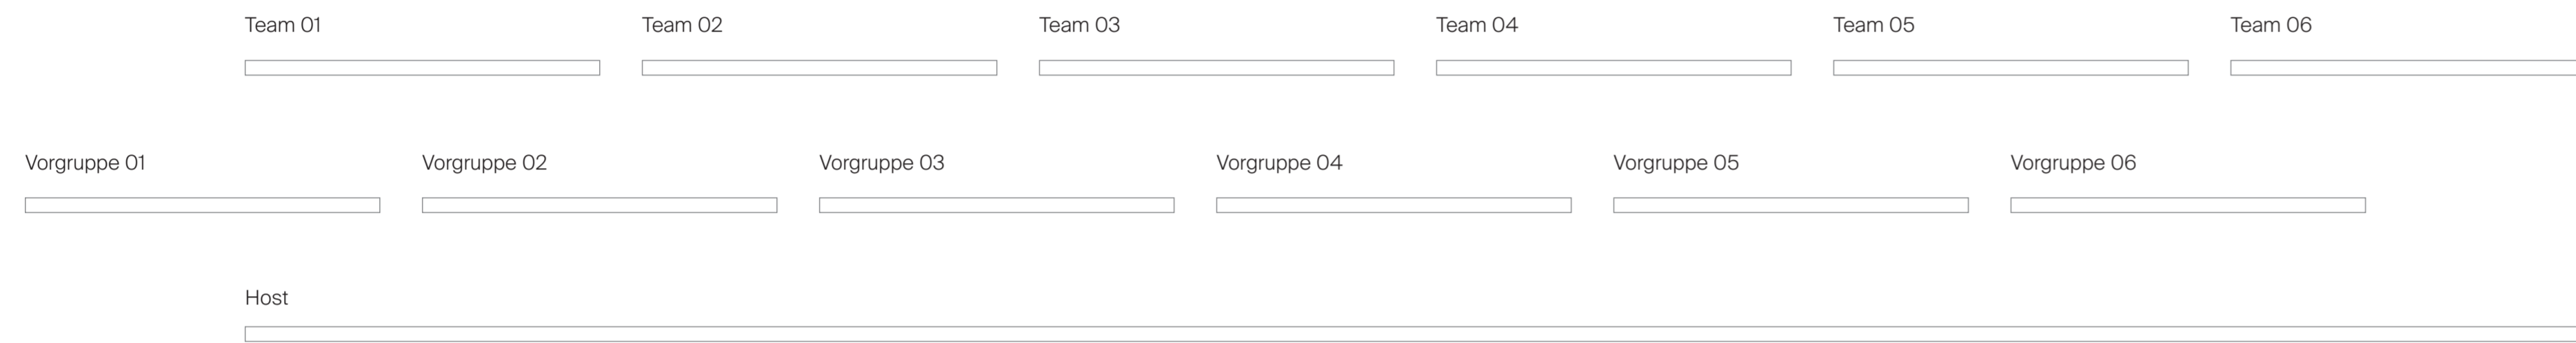 Team 01
Team 02
Team 03
Team 04
Team 05
Team 06
Vorgruppe 01
Vorgruppe 02
Vorgruppe 03
Vorgruppe 04
Vorgruppe 05
Vorgruppe 06
Host